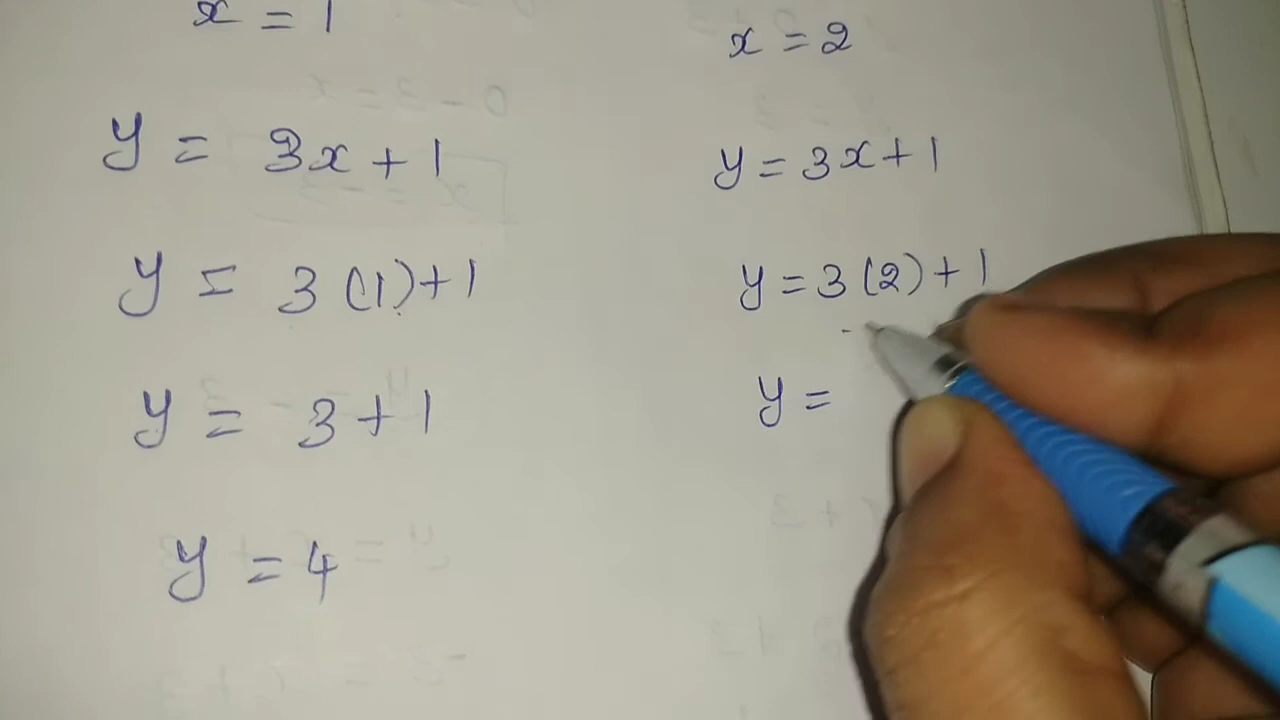 x = 1
y = 3x + 1
y = 3 (1) + 1
y = 3 + 1
y = 4
x = 2
y = 3x + 1
y = 3 (2) + 1
y =